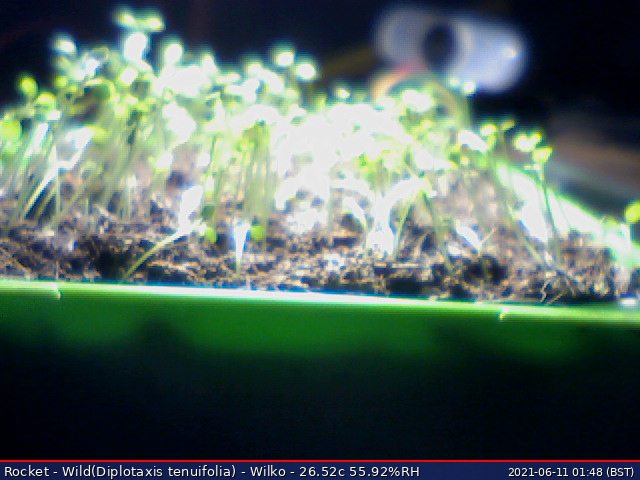 Rocket - Wild(Diplotaxis tenuifolia) - Wilko - 26.52c 55.92%RH
2021-06-11 01:48 (BST)